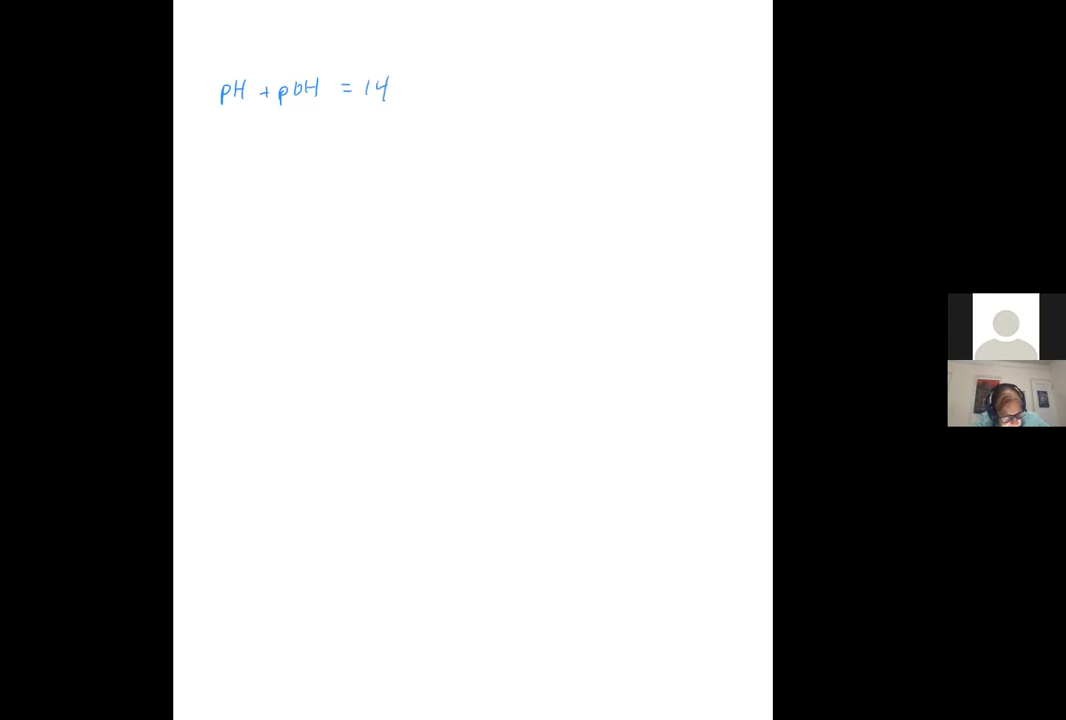 pH + pOH = 14